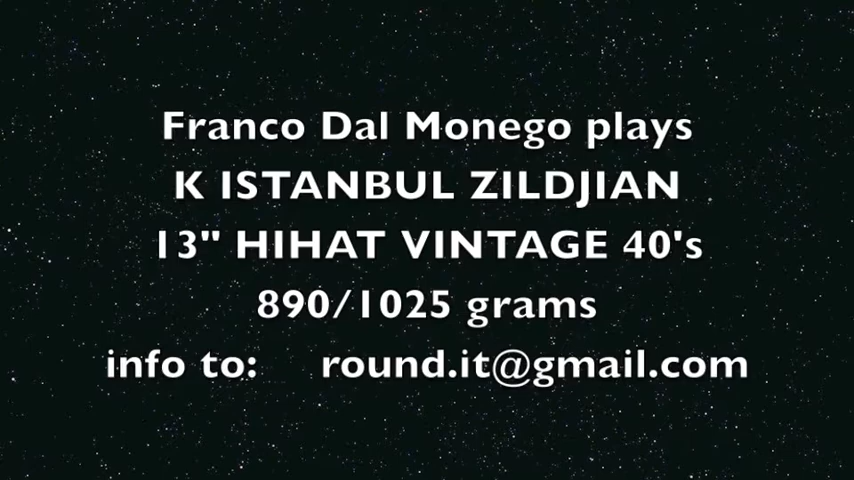 Franco Dal Monego plays
K ISTANBUL ZILDJIAN
13" HIHAT VINTAGE 40's
890/1025 grams
info to: round.it@gmail.com